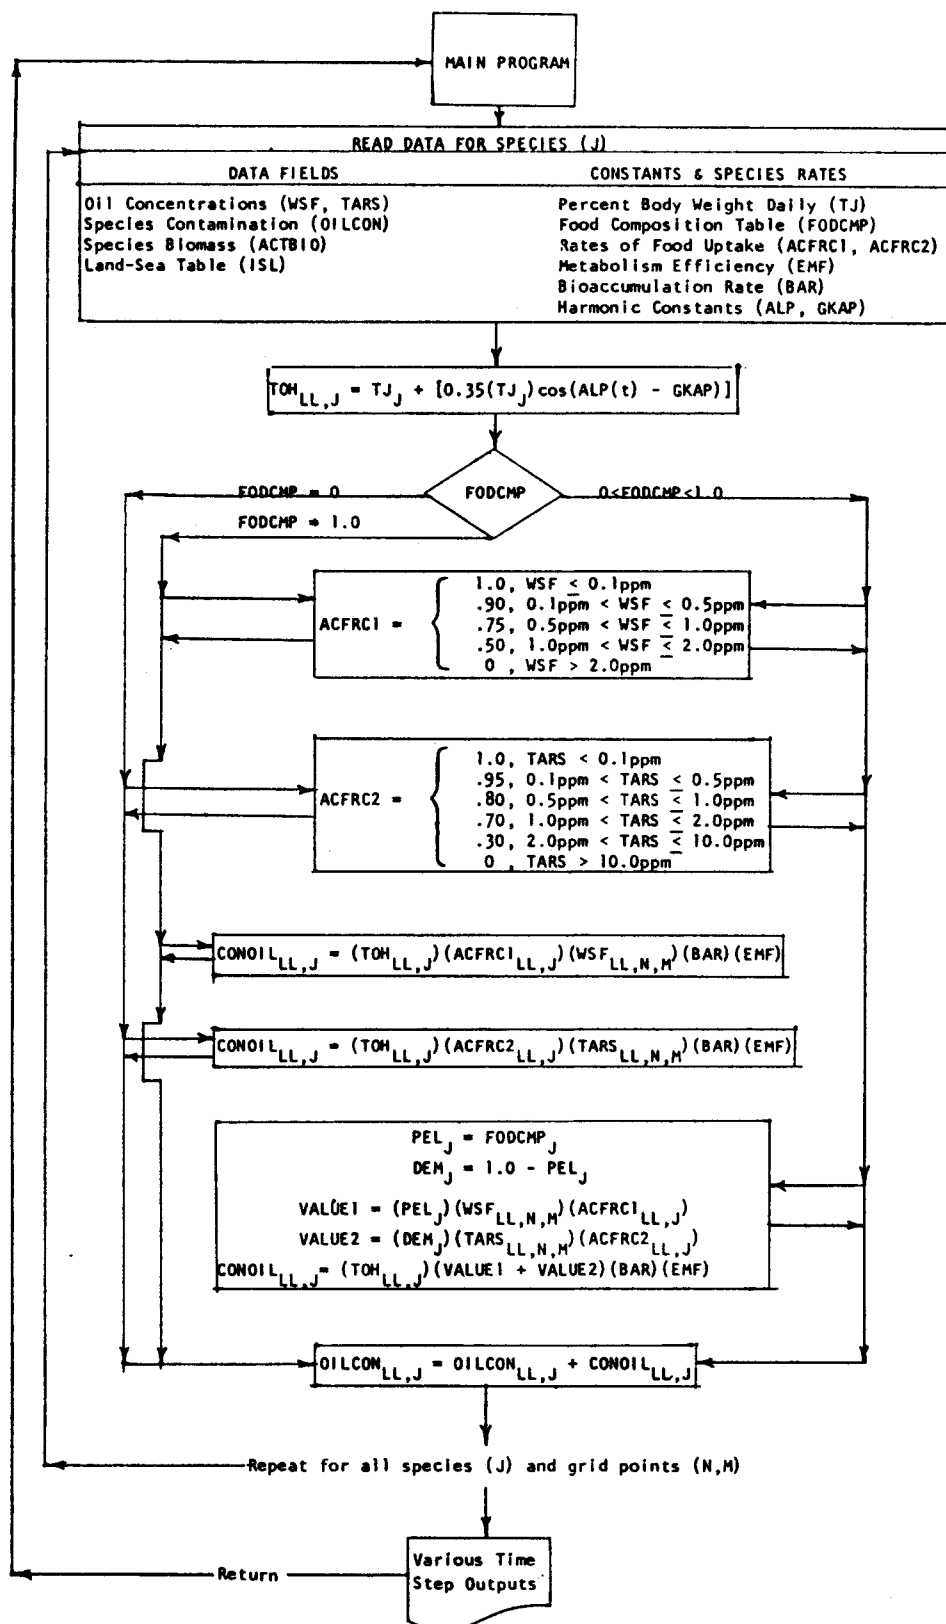 MAIN PROGRAM
READ DATA FOR SPECIES (J)
DATA FIELDS
Oil Concentrations (WSF, TARS)
Species Contamination (OILCON)
Species Biomass (ACTBIO)
Land-Sea Table (ISL)
CONSTANTS & SPECIES RATES
Percent Body Weight Daily (TJ)
Food Composition Table (FODCMP)
Rates of Food Uptake (ACFRC1, ACFRC2)
Metabolism Efficiency (EMF)
Bioaccumulation Rate (BAR)
Harmonic Constants (ALP, GKAP)
TOH_LL,J = TJ_J + [0.35(TJ_J)cos(ALP(t) - GKAP)]
FODCMP = 0
FODCMP
0<FODCMP<1.0
FODCMP = 1.0
ACFRC1 =
1.0, WSF ≤ 0.1ppm
.90, 0.1ppm < WSF ≤ 0.5ppm
.75, 0.5ppm < WSF ≤ 1.0ppm
.50, 1.0ppm < WSF ≤ 2.0ppm
0 , WSF > 2.0ppm
ACFRC2 =
1.0, TARS < 0.1ppm
.95, 0.1ppm < TARS ≤ 0.5ppm
.80, 0.5ppm < TARS ≤ 1.0ppm
.70, 1.0ppm < TARS ≤ 2.0ppm
.30, 2.0ppm < TARS ≤ 10.0ppm
0 , TARS > 10.0ppm
CONOIL_LL,J = (TOH_LL,J)(ACFRC1_LL,J)(WSF_LL,N,M)(BAR)(EMF)
CONOIL_LL,J = (TOH_LL,J)(ACFRC2_LL,J)(TARS_LL,N,M)(BAR)(EMF)
PEL_J = FODCMP_J
DEM_J = 1.0 - PEL_J
VALUE1 = (PEL_J)(WSF_LL,N,M)(ACFRC1_LL,J)
VALUE2 = (DEM_J)(TARS_LL,N,M)(ACFRC2_LL,J)
CONOIL_LL,J = (TOH_LL,J)(VALUE1 + VALUE2)(BAR)(EMF)
OILCON_LL,J = OILCON_LL,J + CONOIL_LL,J
Repeat for all species (J) and grid points (N,M)
Various Time
Step Outputs
Return